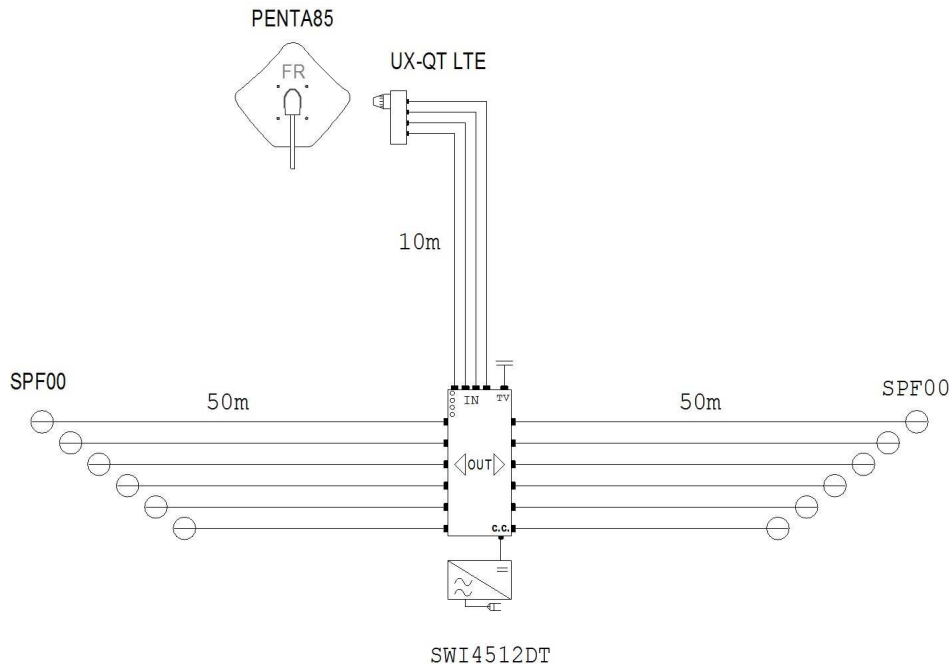 PENTA85
FR
UX-QT LTE
10m
SPF00
50m
IN
TV
50m
SPF00
OUT
C.C.
SWI4512DT